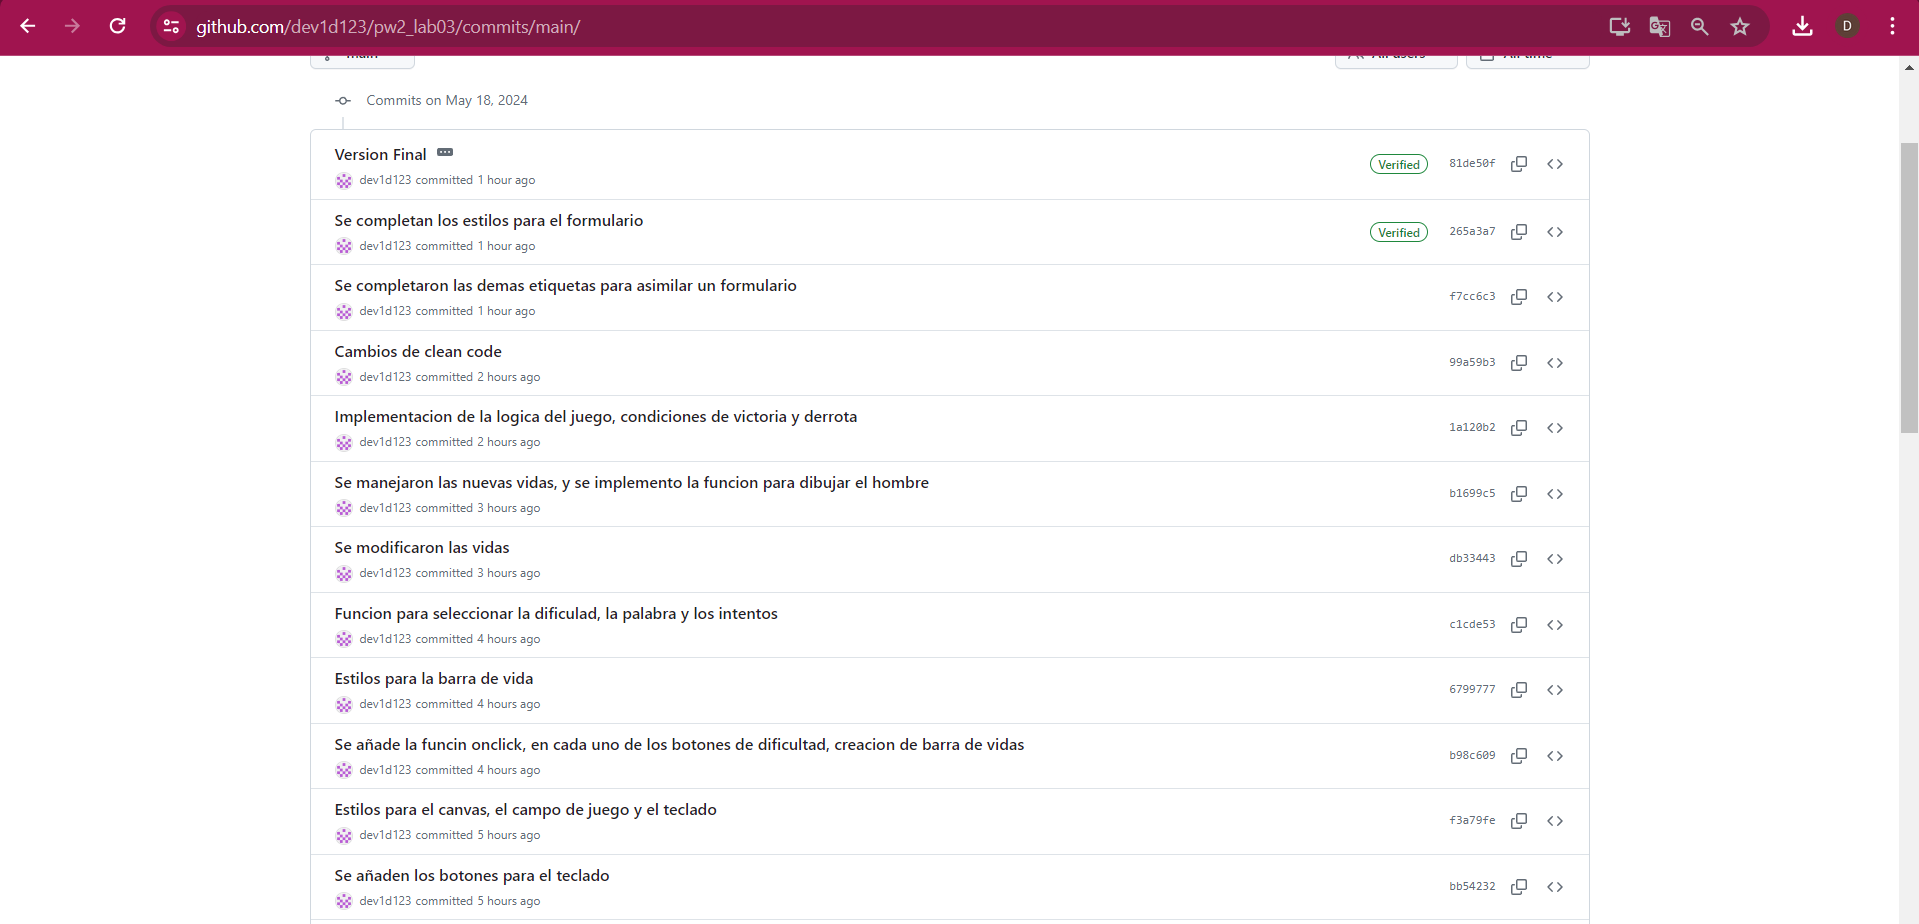 github.com/dev1d123/pw2_lab03/commits/main/
D
main
All users
All time
Commits on May 18, 2024
Version Final
dev1d123 committed 1 hour ago
Verified
81de50f
Se completan los estilos para el formulario
dev1d123 committed 1 hour ago
Verified
265a3a7
Se completaron las demas etiquetas para asimilar un formulario
dev1d123 committed 1 hour ago
f7cc6c3
Cambios de clean code
dev1d123 committed 2 hours ago
99a59b3
Implementacion de la logica del juego, condiciones de victoria y derrota
dev1d123 committed 2 hours ago
1a120b2
Se manejaron las nuevas vidas, y se implemento la funcion para dibujar el hombre
dev1d123 committed 3 hours ago
b1699c5
Se modificaron las vidas
dev1d123 committed 3 hours ago
db33443
Funcion para seleccionar la dificulad, la palabra y los intentos
dev1d123 committed 4 hours ago
c1cde53
Estilos para la barra de vida
dev1d123 committed 4 hours ago
6799777
Se añade la funcin onclick, en cada uno de los botones de dificultad, creacion de barra de vidas
dev1d123 committed 4 hours ago
b98c609
Estilos para el canvas, el campo de juego y el teclado
dev1d123 committed 5 hours ago
f3a79fe
Se añaden los botones para el teclado
dev1d123 committed 5 hours ago
bb54232